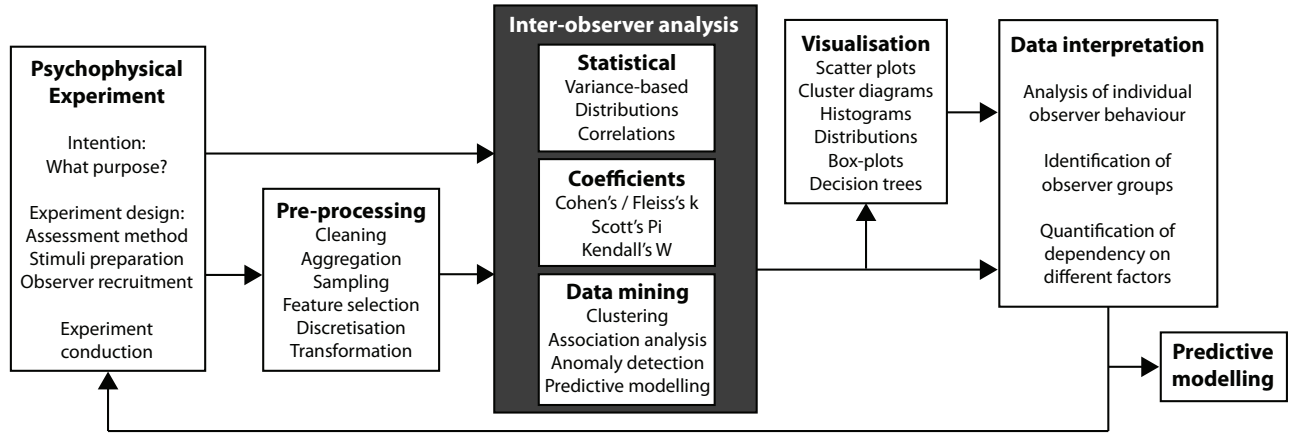 Psychophysical
Experiment
Intention:
What purpose?
Experiment design:
Assessment method
Stimuli preparation
Observer recruitment
Experiment
conduction
Pre-processing
Cleaning
Aggregation
Sampling
Feature selection
Discretisation
Transformation
Inter-observer analysis
Statistical
Variance-based
Distributions
Correlations
Coefficients
Cohen's / Fleiss's k
Scott's Pi
Kendall's W
Data mining
Clustering
Association analysis
Anomaly detection
Predictive modelling
Visualisation
Scatter plots
Cluster diagrams
Histograms
Distributions
Box-plots
Decision trees
Data interpretation
Analysis of individual
observer behaviour
Identification of
observer groups
Quantification of
dependency on
different factors
Predictive
modelling